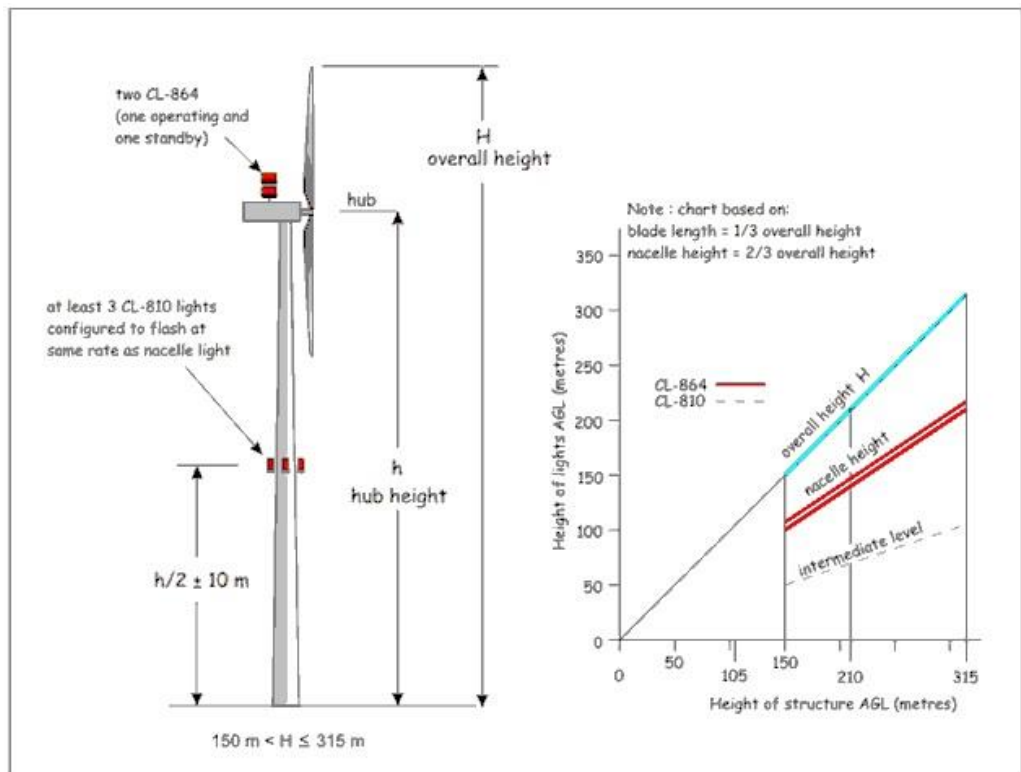 two CL-864
(one operating and
one standby)
H
overall height
hub
at least 3 CL-810 lights
configured to flash at
same rate as nacelle light
h
hub height
h/2 ± 10 m
150 m < H ≤ 315 m
Note : chart based on:
blade length = 1/3 overall height
nacelle height = 2/3 overall height
Height of lights AGL (metres)
350
300
250
200
150
100
50
0
CL-864
CL-810
overall height H
nacelle height
intermediate level
0
50
105
150
210
315
Height of structure AGL (metres)